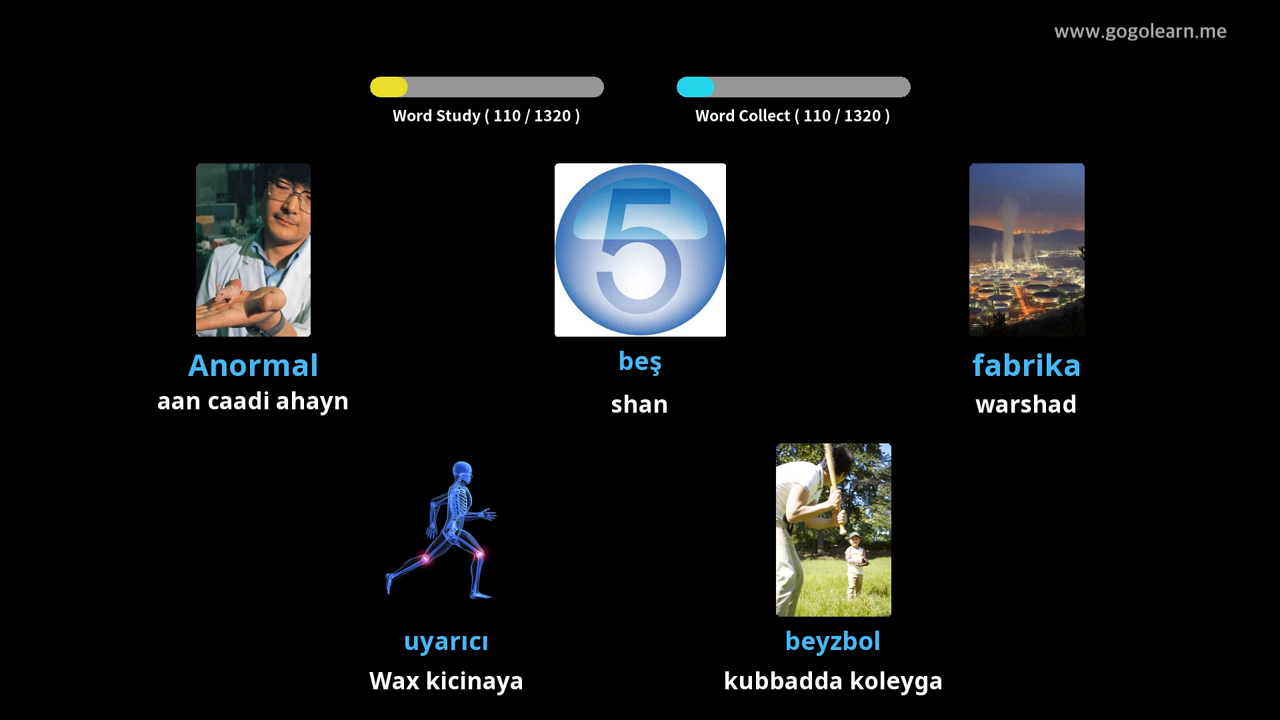 www.gogolearn.me
Word Study ( 110 / 1320 )
Word Collect ( 110 / 1320 )
5
Anormal
aan caadi ahayn
beş
shan
fabrika
warshad
uyarıcı
Wax kicinaya
beyzbol
kubbadda koleyga